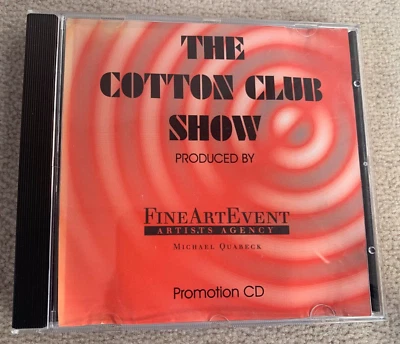 THE
COTTON CLUB
SHOW
PRODUCED BY
FINEARTEVENT
ARTISTS AGENCY
MICHAEL QUABECK
Promotion CD